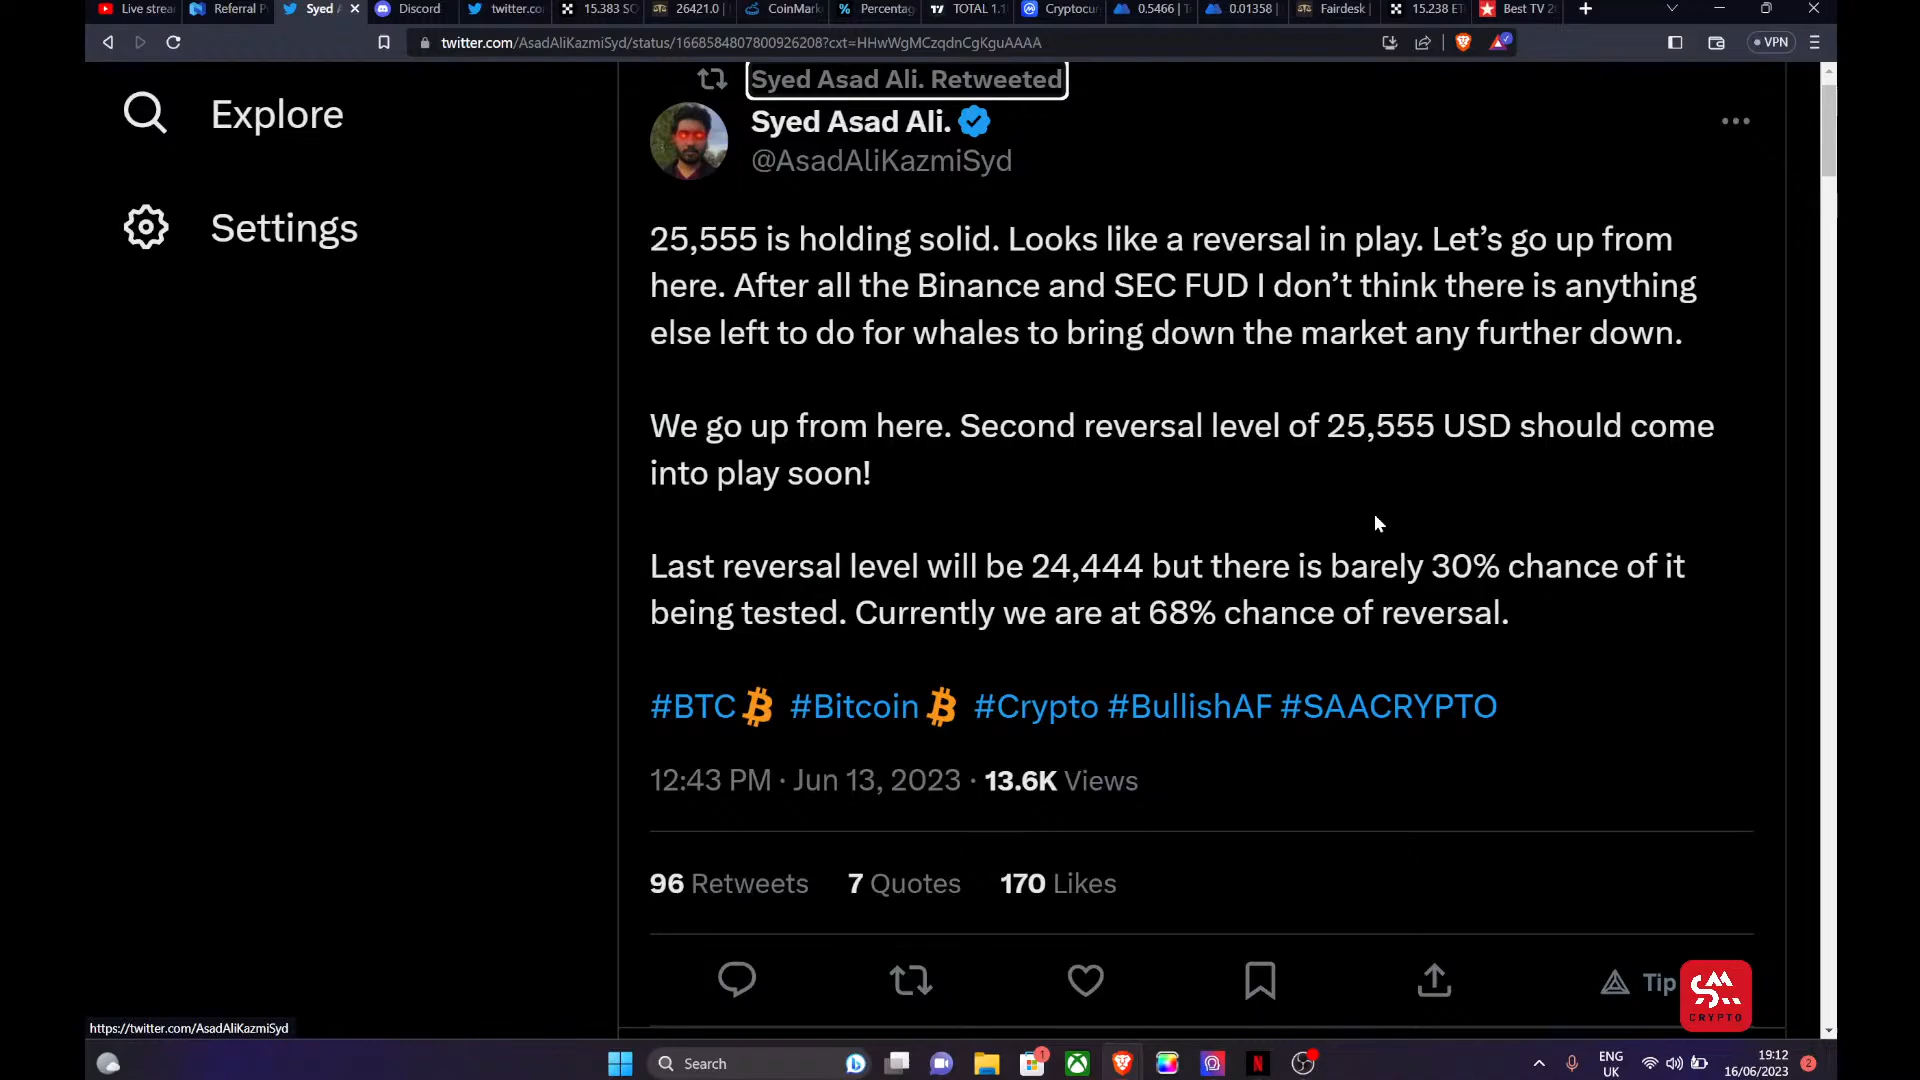 Live strea
Referral P
Syed A
Discord
twitter.co
15.383 SO
26421.0
CoinMark
Percentag
TOTAL 1.1
Cryptocur
0.5466 | T
0.01358 |
Fairdesk |
15.238 ET
Best TV 2
twitter.com/AsadAliKazmiSyd/status/1668584807800926208?cxt=HHwWgMCzqdnCgKguAAAA
VPN
Explore
Settings
Syed Asad Ali. Retweeted
Syed Asad Ali.
@AsadAliKazmiSyd
25,555 is holding solid. Looks like a reversal in play. Let’s go up from
here. After all the Binance and SEC FUD I don’t think there is anything
else left to do for whales to bring down the market any further down.
We go up from here. Second reversal level of 25,555 USD should come
into play soon!
Last reversal level will be 24,444 but there is barely 30% chance of it
being tested. Currently we are at 68% chance of reversal.
#BTC #Bitcoin #Crypto #BullishAF #SAACRYPTO
12:43 PM · Jun 13, 2023 · 13.6K Views
96 Retweets 7 Quotes 170 Likes
Tip
CRYPTO
https://twitter.com/AsadAliKazmiSyd
Search
1
ENG
UK
19:12
16/06/2023
2